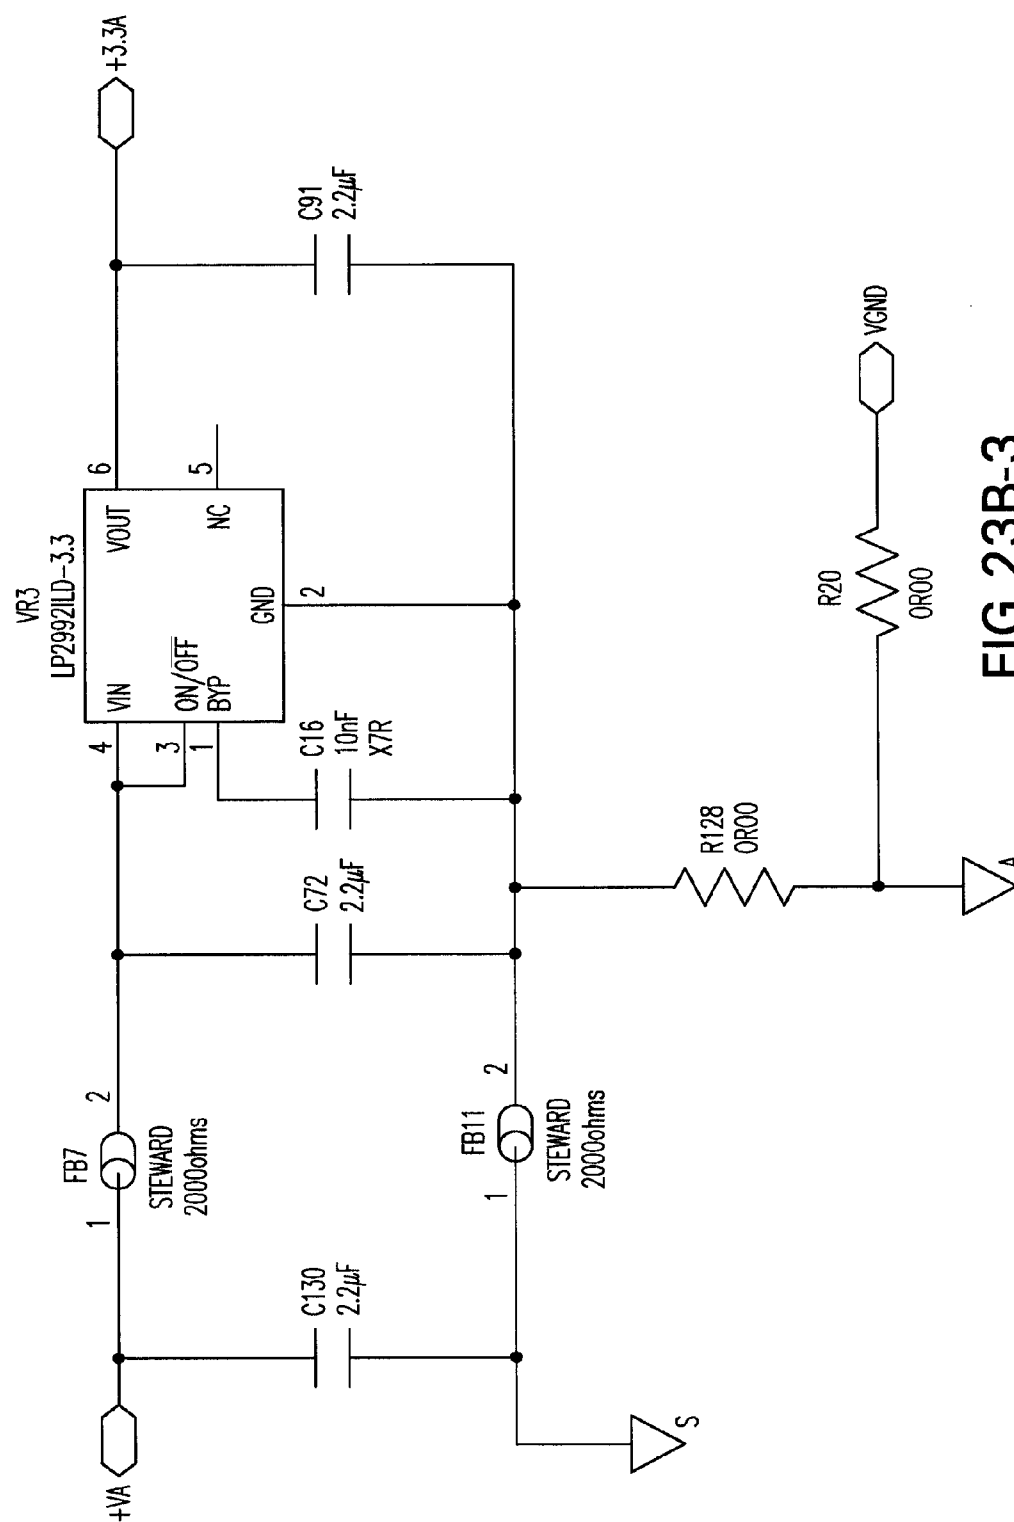 +VA
C130
2.2µF
S
FB7
1
2
STEWARD
2000ohms
FB11
1
2
STEWARD
2000ohms
C72
2.2µF
VR3
LP2992ILD-3.3
4
VIN
3
ON/OFF
1
BYP
VOUT
6
NC
5
GND
2
C16
10nF
X7R
C91
2.2µF
+3.3A
R128
0R00
A
R20
0R00
VGND
FIG.23B-3